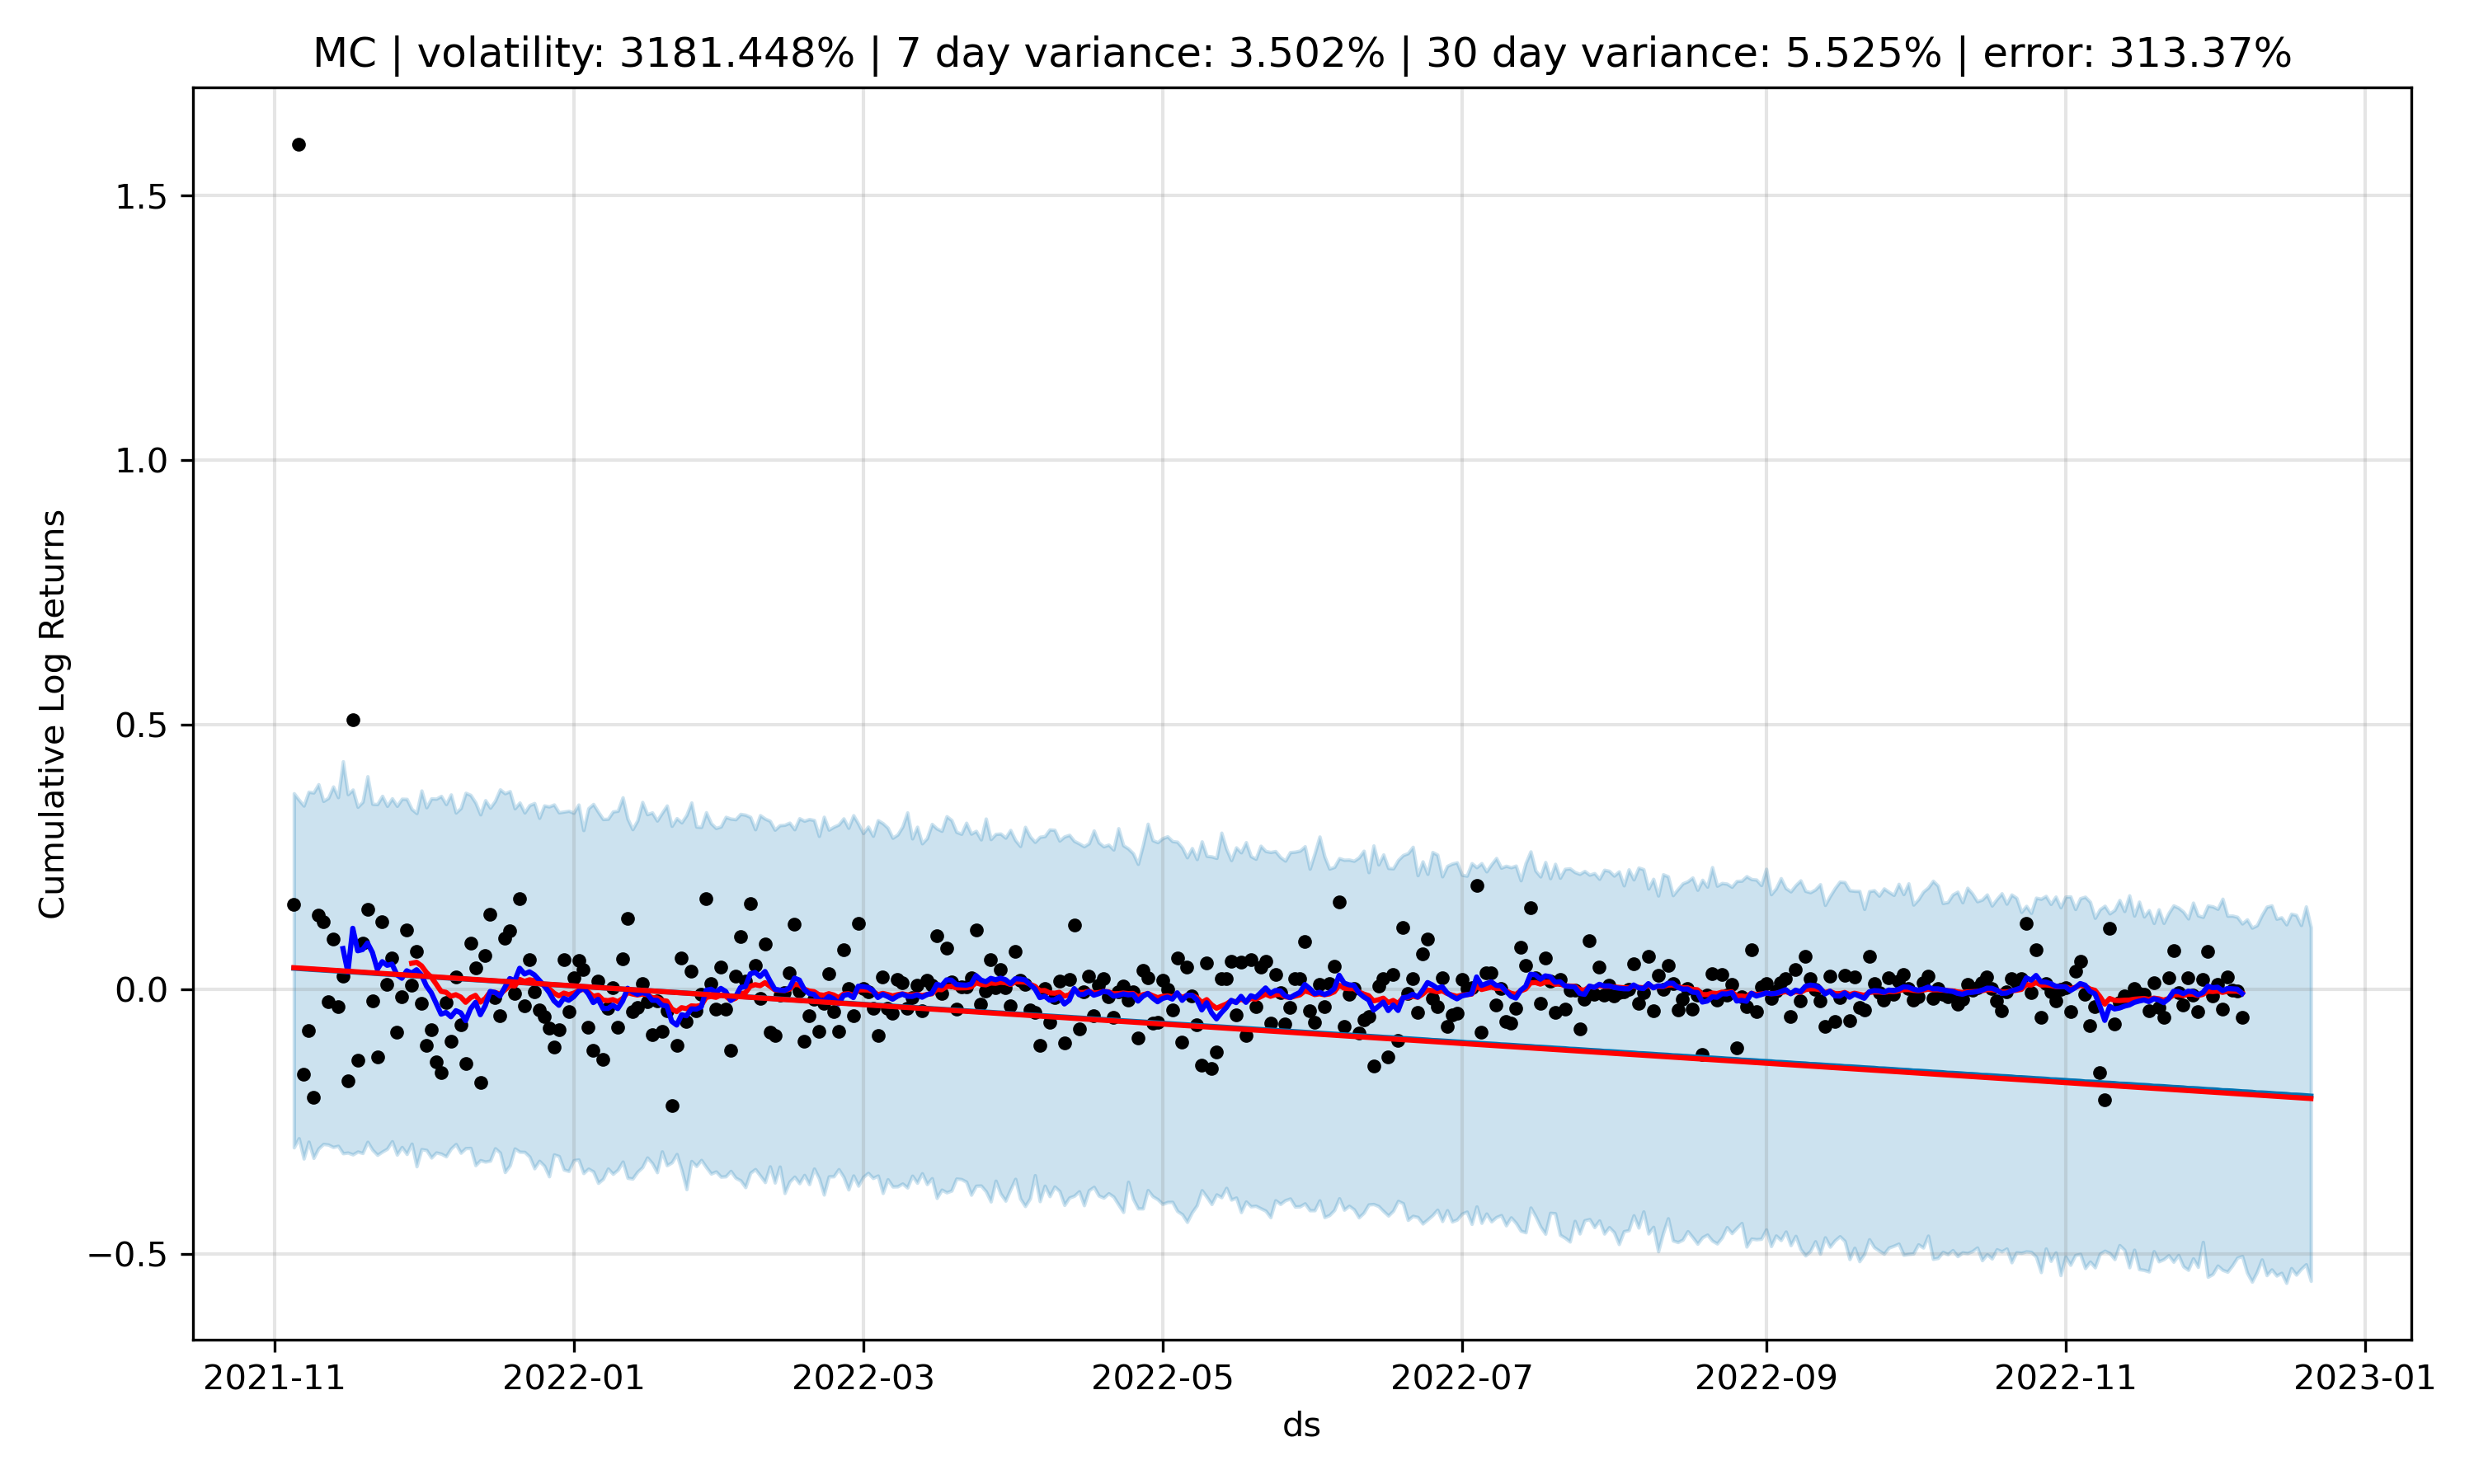 MC | volatility: 3181.448% | 7 day variance: 3.502% | 30 day variance: 5.525% | error: 313.37%
1.5
1.0
0.5
0.0
−0.5
Cumulative Log Returns
2021-11 2022-01 2022-03 2022-05 2022-07 2022-09 2022-11 2023-01
ds